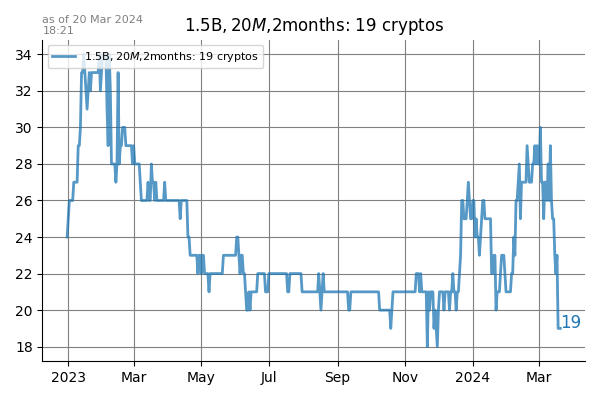 as of 20 Mar 2024
18:21
1.5B, 20M,2months: 19 cryptos
1.5B, 20M,2months: 19 cryptos
34
32
30
28
26
24
22
20
18
19
2023
Mar
May
Jul
Sep
Nov
2024
Mar